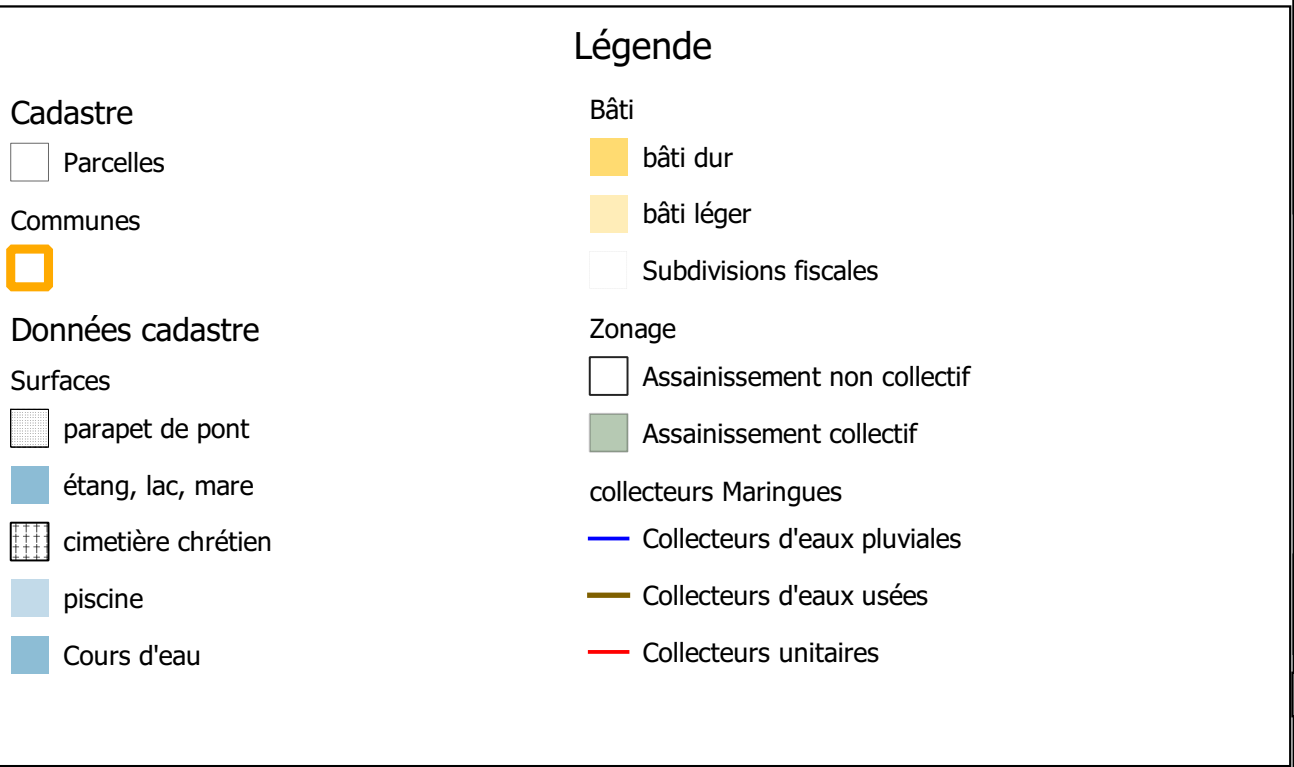 Légende
Cadastre
Parcelles
Communes
Données cadastre
Surfaces
parapet de pont
étang, lac, mare
cimetière chrétien
piscine
Cours d'eau
Bâti
bâti dur
bâti léger
Subdivisions fiscales
Zonage
Assainissement non collectif
Assainissement collectif
collecteurs Maringues
Collecteurs d'eaux pluviales
Collecteurs d'eaux usées
Collecteurs unitaires